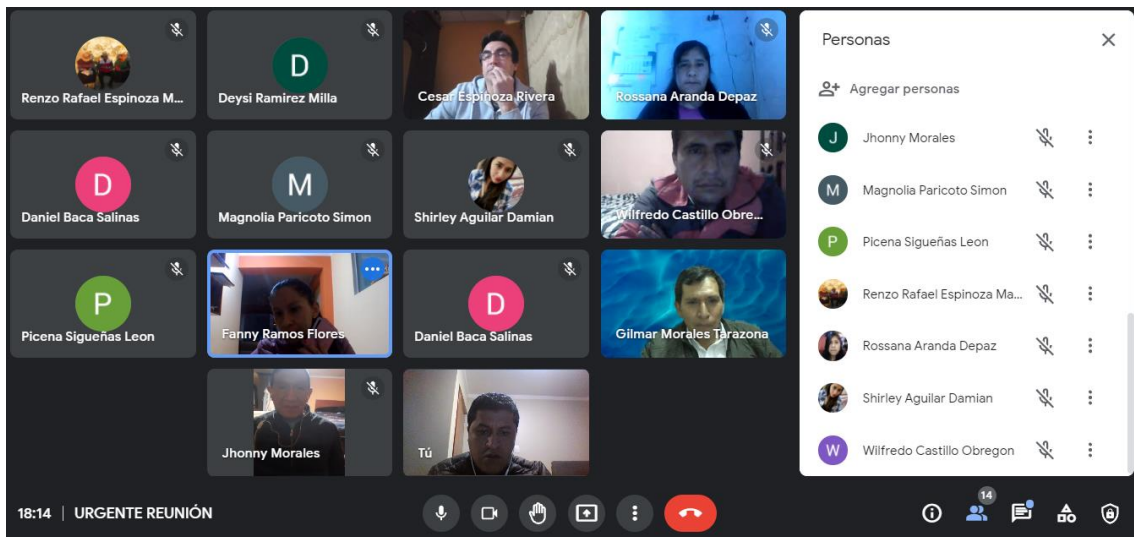 Renzo Rafael Espinoza M...
D
Deysi Ramirez Milla
Cesar Espinoza Rivera
Rossana Aranda Depaz
D
Daniel Baca Salinas
M
Magnolia Paricoto Simon
Shirley Aguilar Damian
Wilfredo Castillo Obre...
P
Picena Sigueñas Leon
Fanny Ramos Flores
D
Daniel Baca Salinas
Gilmar Morales Tarazona
Jhonny Morales
Tú
Personas
Agregar personas
J Jhonny Morales
M Magnolia Paricoto Simon
P Picena Sigueñas Leon
Renzo Rafael Espinoza Ma...
Rossana Aranda Depaz
Shirley Aguilar Damian
W Wilfredo Castillo Obregon
18:14 | URGENTE REUNIÓN
14